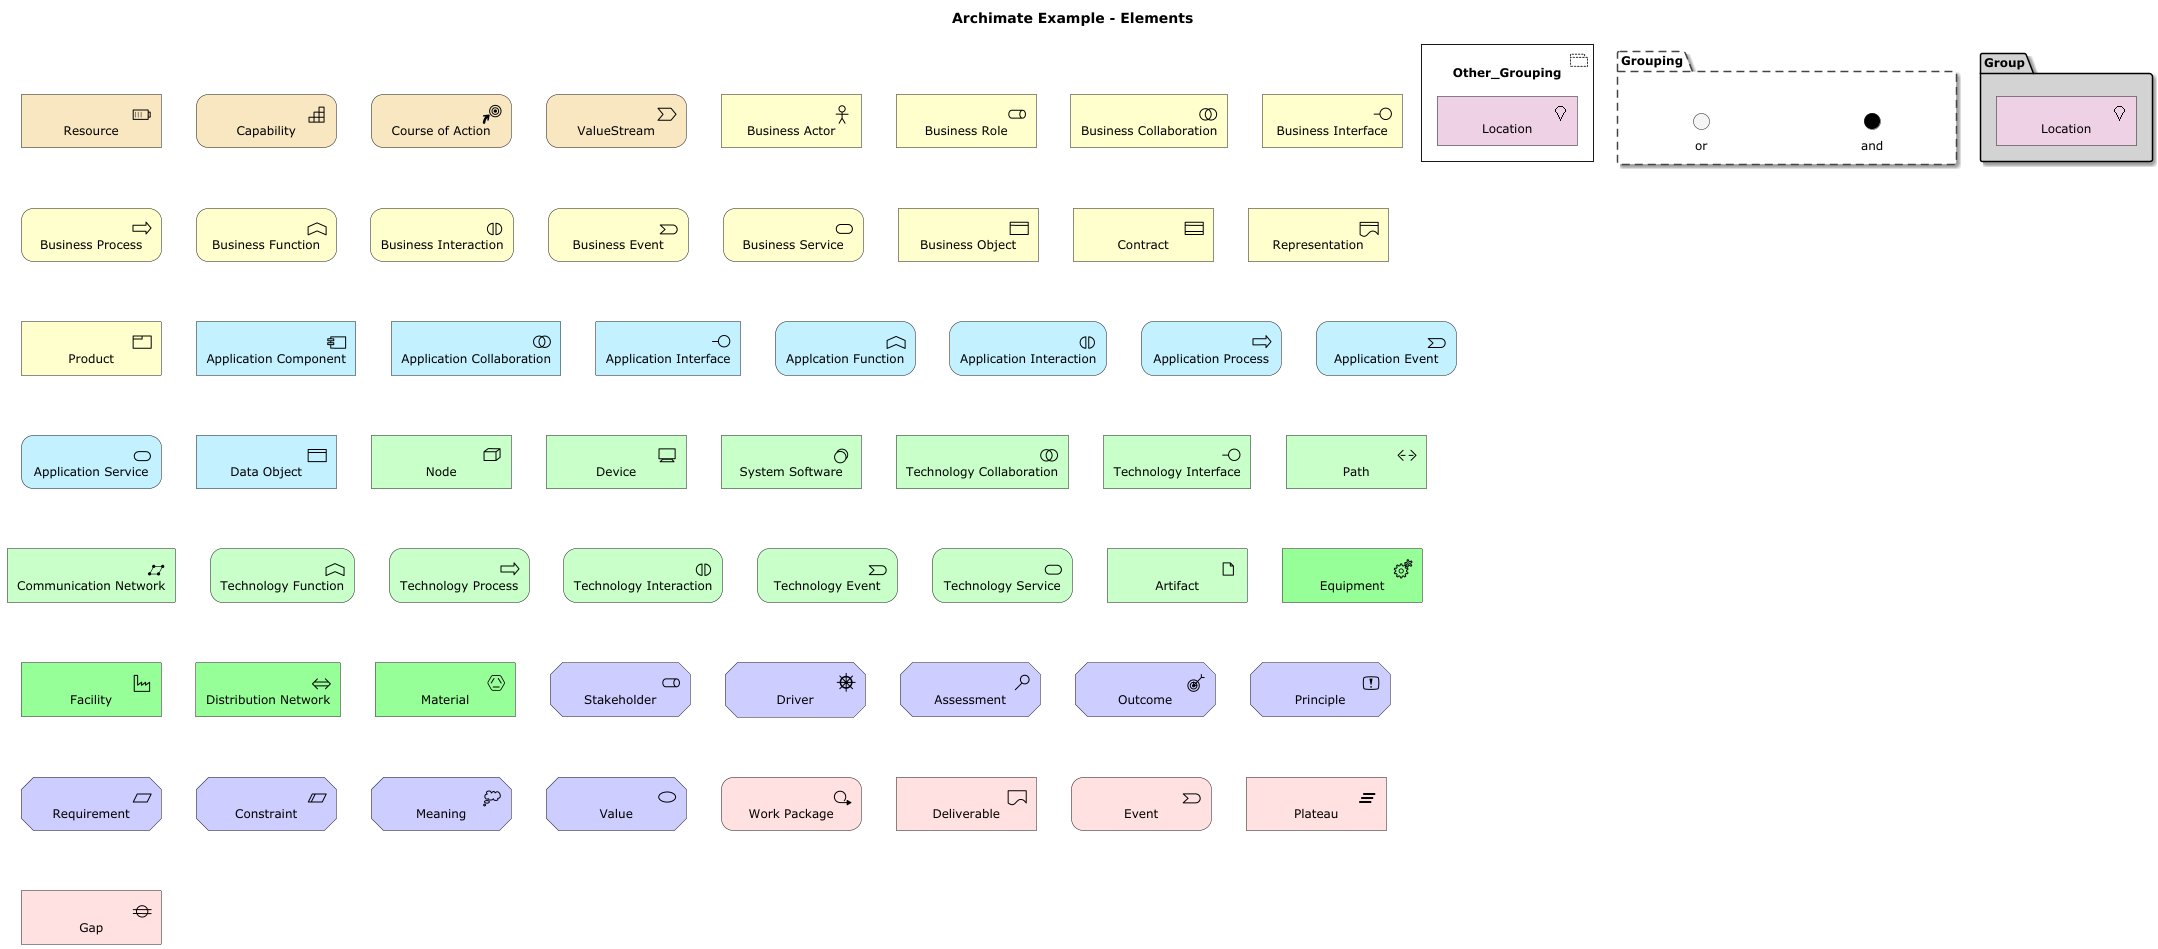 Archimate Example - Elements
Resource
Capability
Course of Action
ValueStream
Business Actor
Business Role
Business Collaboration
Business Interface
Other_Grouping
Location
Grouping
or
and
Group
Location
Business Process
Business Function
Business Interaction
Business Event
Business Service
Business Object
Contract
Representation
Product
Application Component
Application Collaboration
Application Interface
Applcation Function
Application Interaction
Application Process
Application Event
Application Service
Data Object
Node
Device
System Software
Technology Collaboration
Technology Interface
Path
Communication Network
Technology Function
Technology Process
Technology Interaction
Technology Event
Technology Service
Artifact
Equipment
Facility
Distribution Network
Material
Stakeholder
Driver
Assessment
Outcome
Principle
Requirement
Constraint
Meaning
Value
Work Package
Deliverable
Event
Plateau
Gap